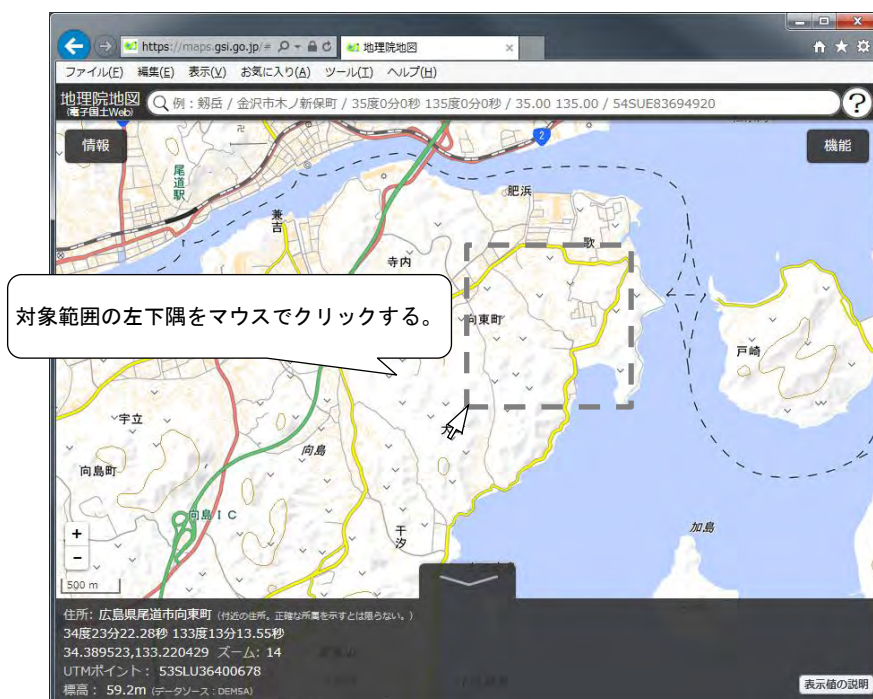 https://maps.gsi.go.jp/#
地理院地図
ファイル(F) 編集(E) 表示(V) お気に入り(A) ツール(T) ヘルプ(H)
地理院地図
(電子国土Web)
例：剱岳 / 金沢市木ノ新保町 / 35度0分0秒 135度0分0秒 / 35.00 135.00 / 54SUE83694920
?
情報
機能
2
尾道駅
肥浜
兼吉
歌
寺内
対象範囲の左下隅をマウスでクリックする。
向東町
戸崎
宇立
向島
向島町
向島IC
干汐
加島
+
−
500 m
住所: 広島県尾道市向東町 (付近の住所。正確な所属を示すとは限らない。)
34度23分22.28秒 133度13分13.55秒
34.389523,133.220429 ズーム: 14
UTMポイント: 53SLU36400678
標高: 59.2m (データソース:DEM5A)
表示値の説明